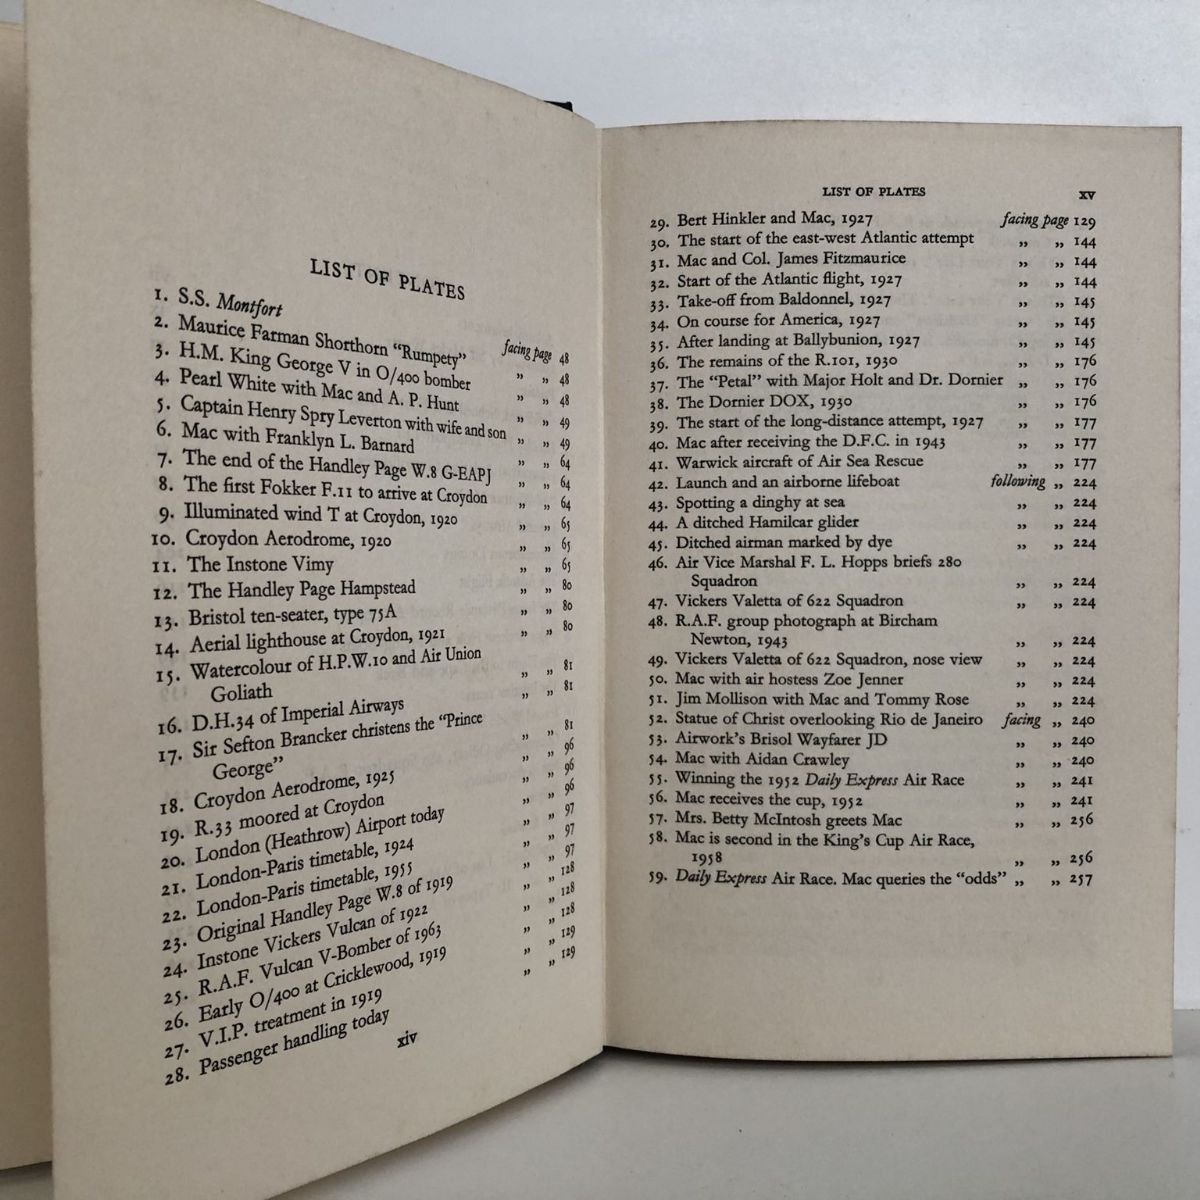 LIST OF PLATES
1. S.S. Montfort facing page 48
2. Maurice Farman Shorthorn "Rumpety" „ „ 48
3. H.M. King George V in O/400 bomber „ „ 48
4. Pearl White with Mac and A. P. Hunt „ „ 49
5. Captain Henry Spry Leverton with wife and son „ „ 49
6. Mac with Franklyn L. Barnard „ „ 64
7. The end of the Handley Page W.8 G-EAPJ „ „ 64
8. The first Fokker F.11 to arrive at Croydon „ „ 64
9. Illuminated wind T at Croydon, 1920 „ „ 65
10. Croydon Aerodrome, 1920 „ „ 65
11. The Instone Vimy „ „ 65
12. The Handley Page Hampstead „ „ 80
13. Bristol ten-seater, type 75A „ „ 80
14. Aerial lighthouse at Croydon, 1921 „ „ 80
15. Watercolour of H.P.W.10 and Air Union
Goliath „ „ 81
16. D.H.34 of Imperial Airways „ „ 81
17. Sir Sefton Brancker christens the "Prince
George" „ „ 81
18. Croydon Aerodrome, 1925 „ „ 96
19. R.33 moored at Croydon „ „ 96
20. London (Heathrow) Airport today „ „ 96
21. London-Paris timetable, 1924 „ „ 97
22. London-Paris timetable, 1955 „ „ 97
23. Original Handley Page W.8 of 1919 „ „ 97
24. Instone Vickers Vulcan of 1922 „ „ 128
25. R.A.F. Vulcan V-Bomber of 1963 „ „ 128
26. Early O/400 at Cricklewood, 1919 „ „ 128
27. V.I.P. treatment in 1919 „ „ 129
28. Passenger handling today „ „ 129
xiv
LIST OF PLATES xv
29. Bert Hinkler and Mac, 1927 facing page 129
30. The start of the east-west Atlantic attempt „ „ 144
31. Mac and Col. James Fitzmaurice „ „ 144
32. Start of the Atlantic flight, 1927 „ „ 144
33. Take-off from Baldonnel, 1927 „ „ 145
34. On course for America, 1927 „ „ 145
35. After landing at Ballybunion, 1927 „ „ 145
36. The remains of the R.101, 1930 „ „ 176
37. The "Petal" with Major Holt and Dr. Dornier „ „ 176
38. The Dornier DOX, 1930 „ „ 176
39. The start of the long-distance attempt, 1927 „ „ 177
40. Mac after receiving the D.F.C. in 1943 „ „ 177
41. Warwick aircraft of Air Sea Rescue „ „ 177
42. Launch and an airborne lifeboat following „ 224
43. Spotting a dinghy at sea „ „ 224
44. A ditched Hamilcar glider „ „ 224
45. Ditched airman marked by dye „ „ 224
46. Air Vice Marshal F. L. Hopps briefs 280
Squadron „ „ 224
47. Vickers Valetta of 622 Squadron „ „ 224
48. R.A.F. group photograph at Bircham
Newton, 1943 „ „ 224
49. Vickers Valetta of 622 Squadron, nose view „ „ 224
50. Mac with air hostess Zoe Jenner „ „ 224
51. Jim Mollison with Mac and Tommy Rose „ „ 224
52. Statue of Christ overlooking Rio de Janeiro facing „ 240
53. Airwork's Brisol Wayfarer JD „ „ 240
54. Mac with Aidan Crawley „ „ 240
55. Winning the 1952 Daily Express Air Race „ „ 241
56. Mac receives the cup, 1952 „ „ 241
57. Mrs. Betty McIntosh greets Mac „ „ 256
58. Mac is second in the King's Cup Air Race,
1958 „ „ 256
59. Daily Express Air Race. Mac queries the "odds" „ „ 257